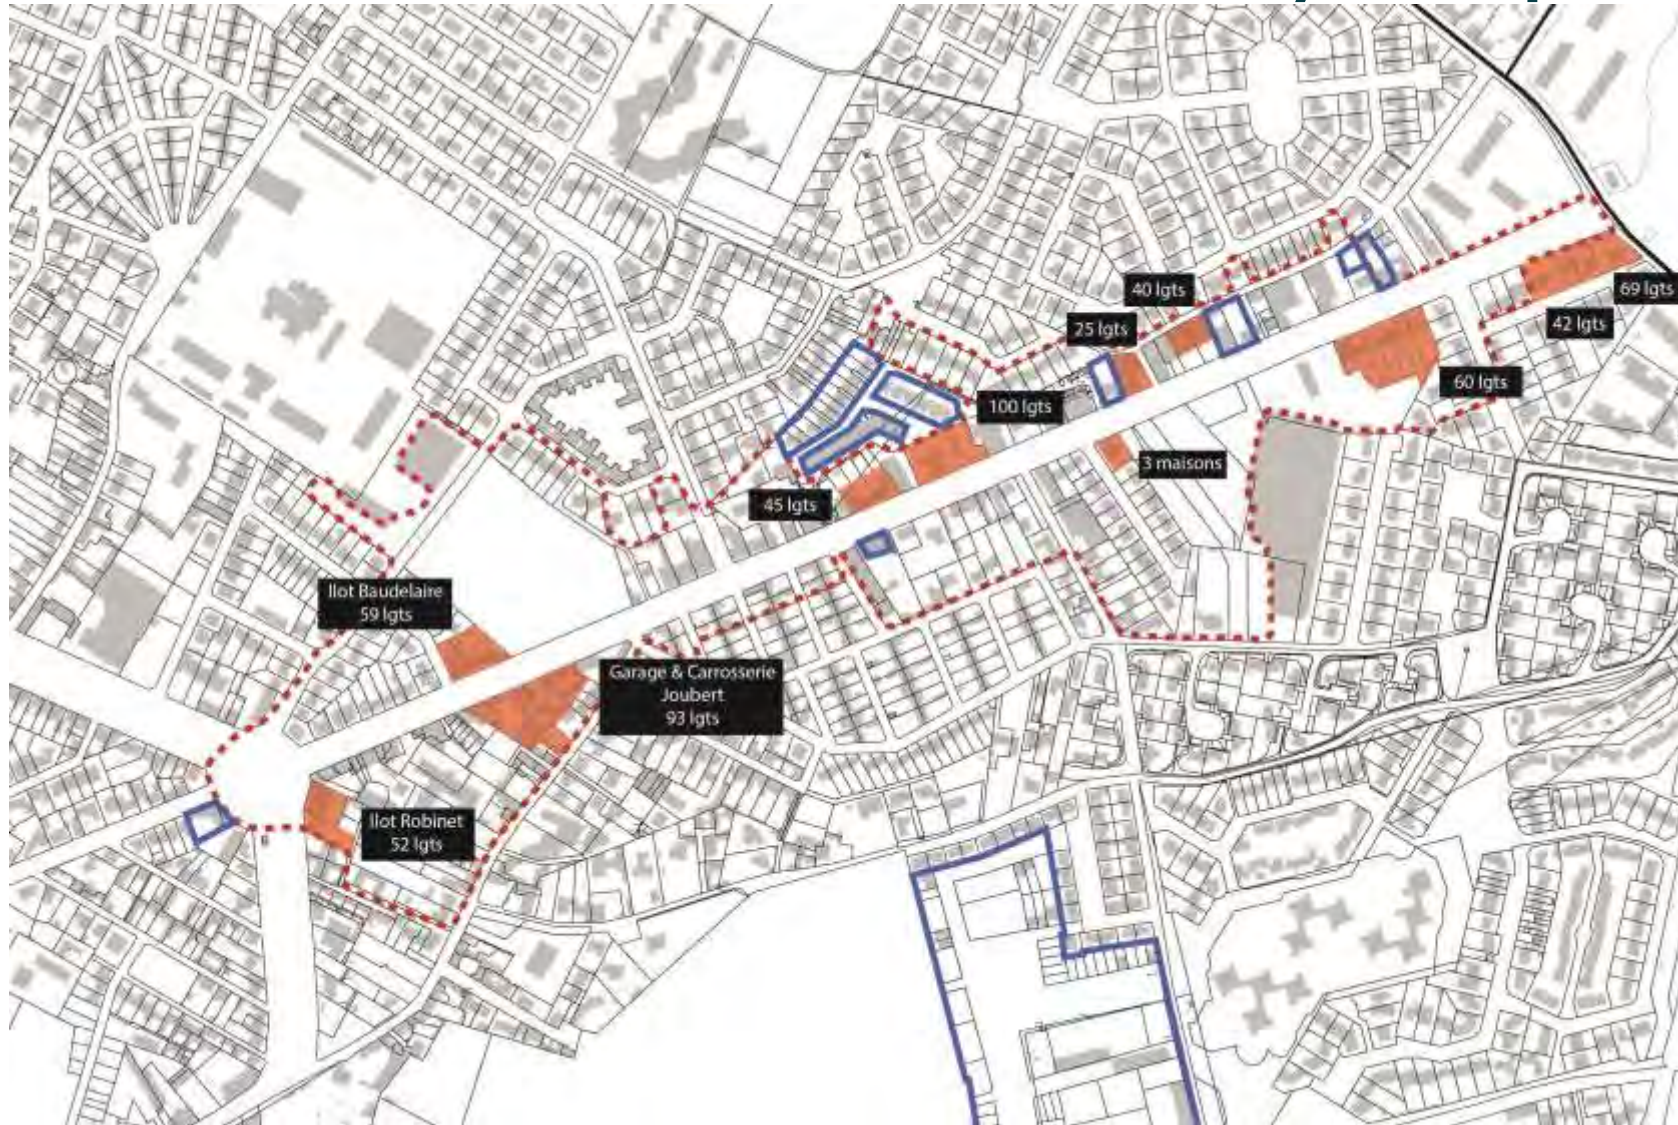 40 lgts
69 lgts
25 lgts
42 lgts
60 lgts
100 lgts
3 maisons
45 lgts
Ilot Baudelaire
59 lgts
Garage & Carrosserie
Joubert
93 lgts
Ilot Robinet
52 lgts